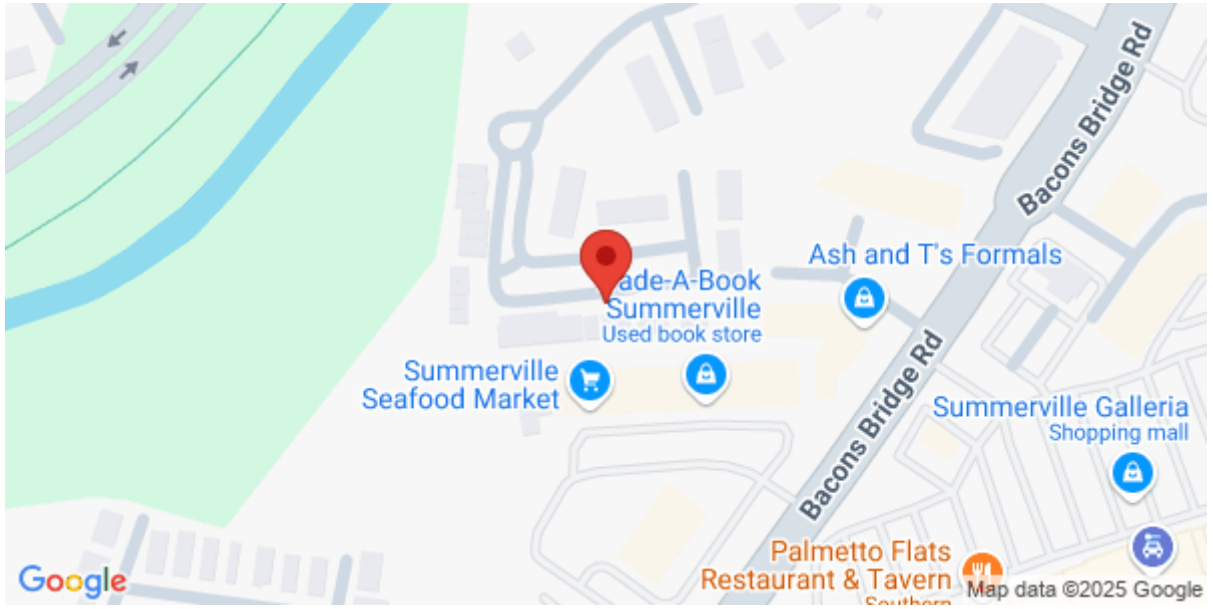 Bacons Bridge Rd
Ash and T's Formals
ade-A-Book
Summerville
Used book store
Summerville
Seafood Market
Bacons Bridge Rd
Summerville Galleria
Shopping mall
Palmetto Flats
Restaurant & Tavern
Southern
Google
Map data ©2025 Google